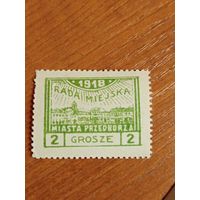 1918
RADA MIEJSKA
MIASTA PRZEDBORZA
2 GROSZE 2